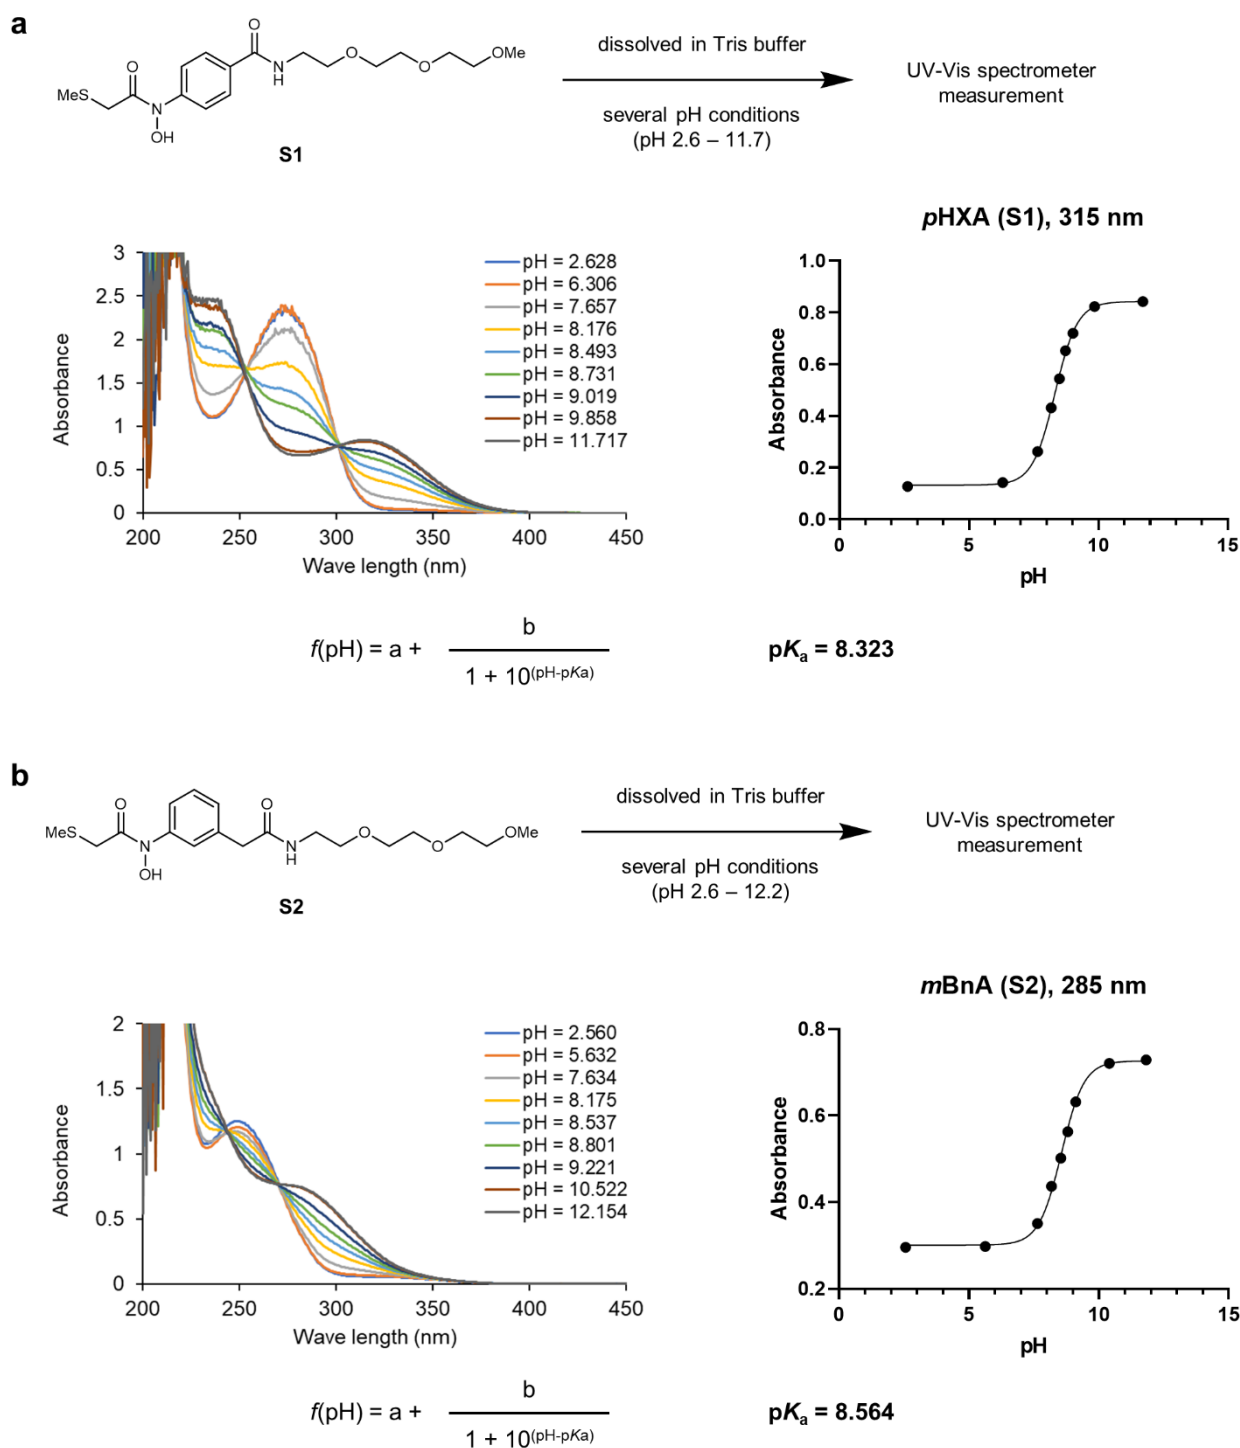 a
O
MeS
N
OH
O
N
H
O
O
OMe
S1
dissolved in Tris buffer
several pH conditions
(pH 2.6 – 11.7)
UV-Vis spectrometer
measurement
3
2.5
2
1.5
1
0.5
0
Absorbance
200 250 300 350 400 450
Wave length (nm)
pH = 2.628
pH = 6.306
pH = 7.657
pH = 8.176
pH = 8.493
pH = 8.731
pH = 9.019
pH = 9.858
pH = 11.717
pHXA (S1), 315 nm
1.0
0.8
0.6
0.4
0.2
0.0
Absorbance
0 5 10 15
pH
f(pH) = a + b
1 + 10(pH-pKa)
pKa = 8.323
b
O
MeS
N
OH
O
N
H
O
O
OMe
S2
dissolved in Tris buffer
several pH conditions
(pH 2.6 – 12.2)
UV-Vis spectrometer
measurement
2
1.5
1
0.5
0
Absorbance
200 250 300 350 400 450
Wave length (nm)
pH = 2.560
pH = 5.632
pH = 7.634
pH = 8.175
pH = 8.537
pH = 8.801
pH = 9.221
pH = 10.522
pH = 12.154
mBnA (S2), 285 nm
0.8
0.6
0.4
0.2
Absorbance
0 5 10 15
pH
f(pH) = a + b
1 + 10(pH-pKa)
pKa = 8.564